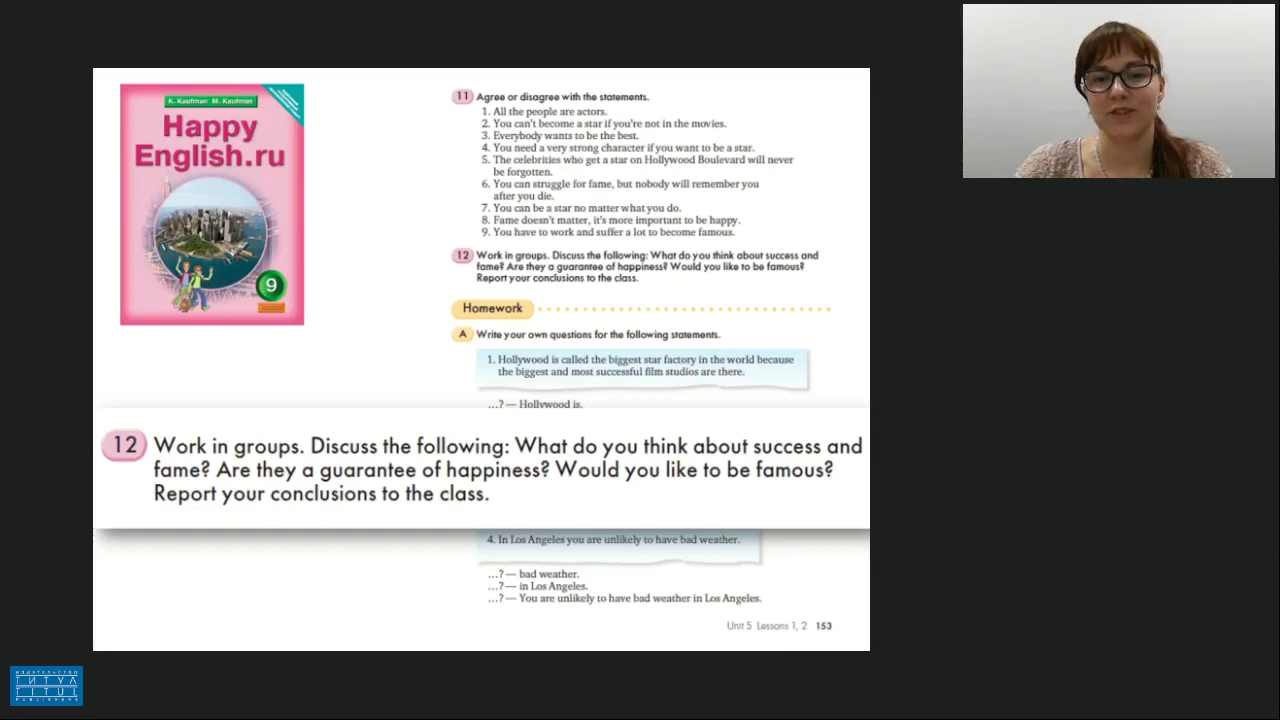 K. Kaufman M. Kaufman
Happy
English.ru
9
11 Agree or disagree with the statements.
1. All the people are actors.
2. You can't become a star if you're not in the movies.
3. Everybody wants to be the best.
4. You need a very strong character if you want to be a star.
5. The celebrities who get a star on Hollywood Boulevard will never
be forgotten.
6. You can struggle for fame, but nobody will remember you
after you die.
7. You can be a star no matter what you do.
8. Fame doesn't matter, it's more important to be happy.
9. You have to work and suffer a lot to become famous.
12 Work in groups. Discuss the following: What do you think about success and
fame? Are they a guarantee of happiness? Would you like to be famous?
Report your conclusions to the class.
Homework
A Write your own questions for the following statements.
1. Hollywood is called the biggest star factory in the world because
the biggest and most successful film studios are there.
...? — Hollywood is.
12 Work in groups. Discuss the following: What do you think about success and
fame? Are they a guarantee of happiness? Would you like to be famous?
Report your conclusions to the class.
4. In Los Angeles you are unlikely to have bad weather.
...? — bad weather.
...? — in Los Angeles.
...? — You are unlikely to have bad weather in Los Angeles.
Unit 5 Lessons 1, 2 153
ИЗДАТЕЛЬСТВО
ТИТУЛ
TITUL
PUBLISHERS